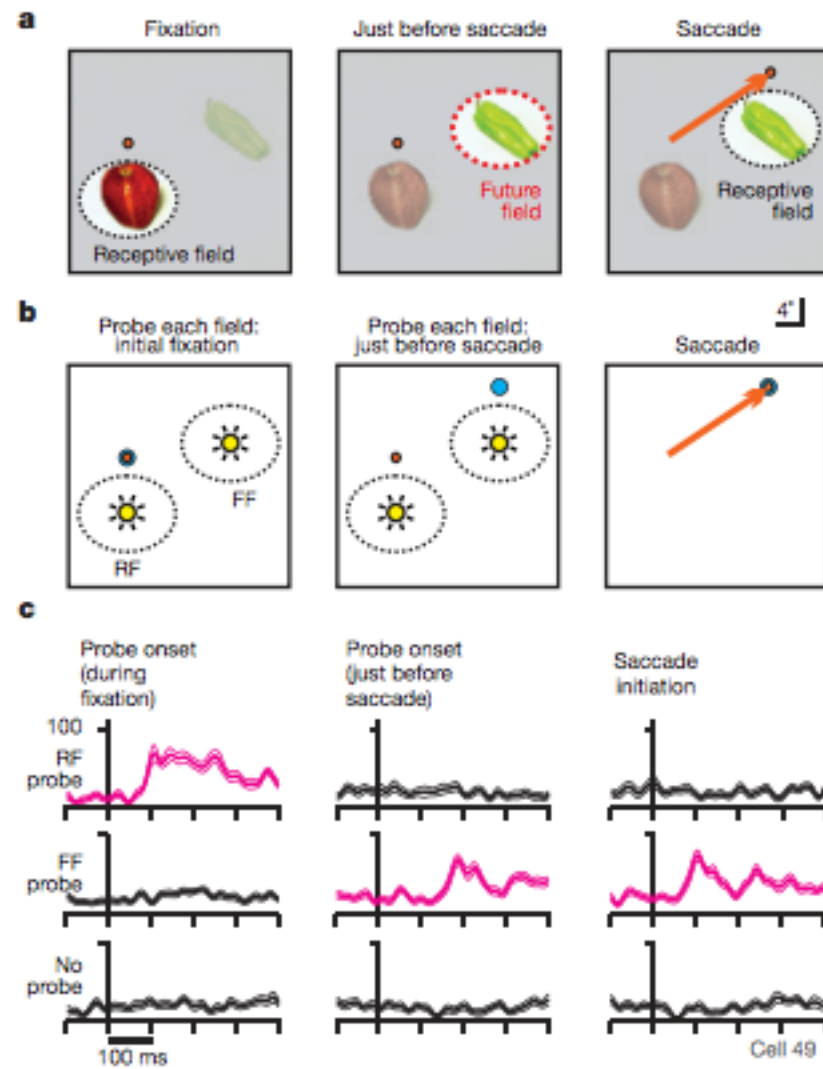 a
Fixation
Just before saccade
Saccade
Receptive field
Future
field
Receptive
field
b
Probe each field:
initial fixation
Probe each field:
just before saccade
Saccade
4°
FF
RF
c
Probe onset
(during
fixation)
Probe onset
(just before
saccade)
Saccade
initiation
100
RF
probe
FF
probe
No
probe
100 ms
Cell 49